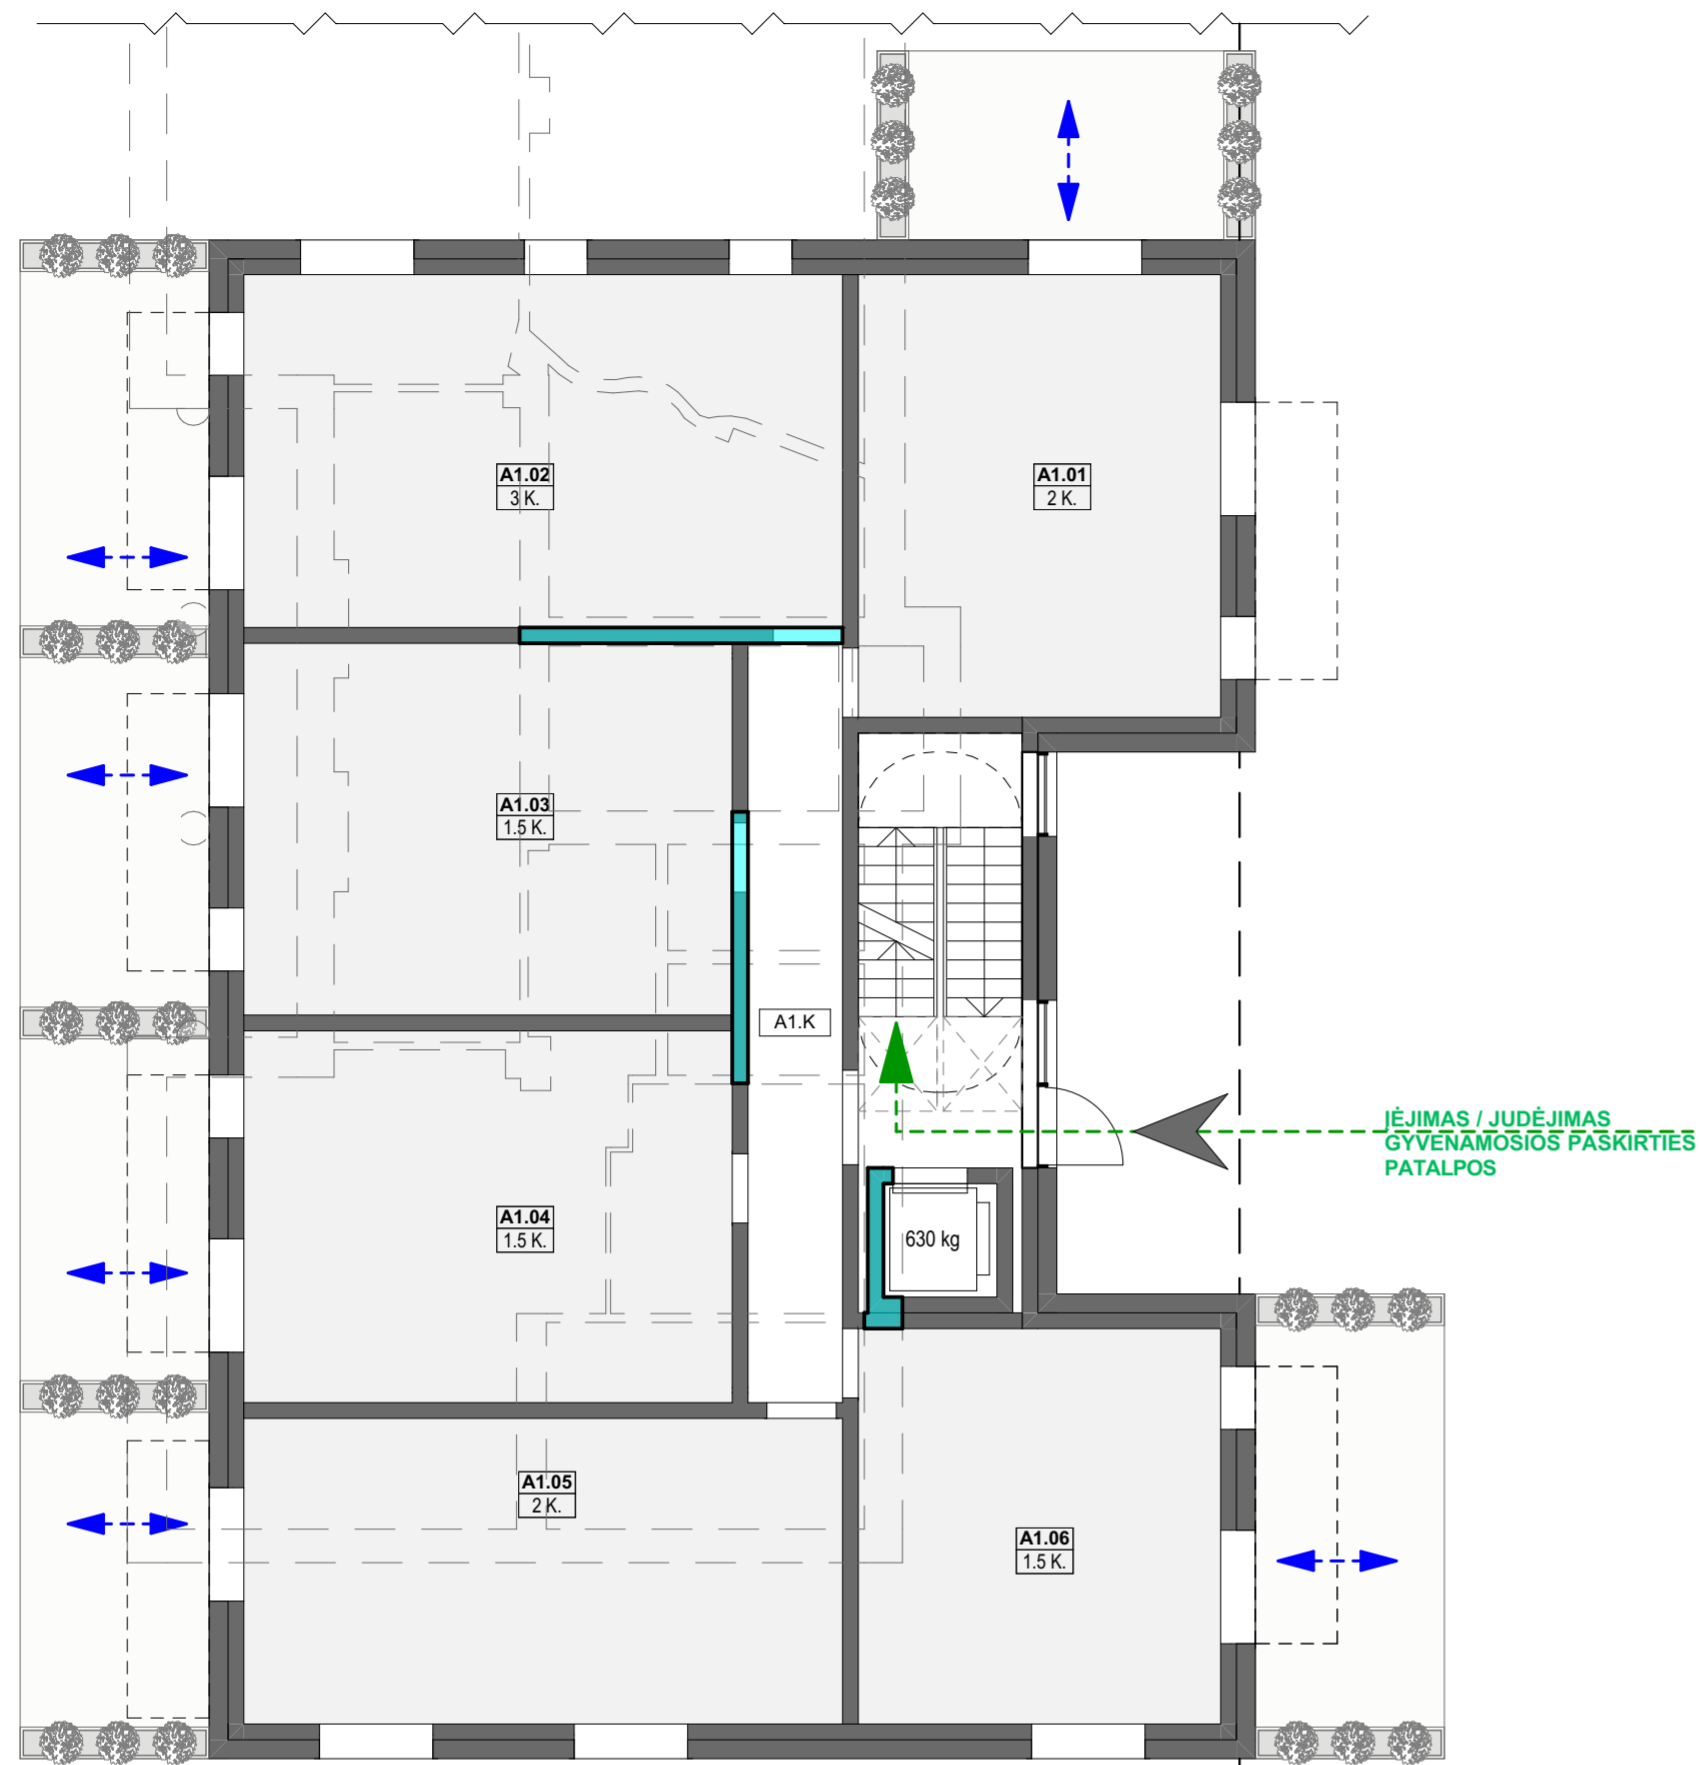 A1.02
3 K.
A1.01
2 K.
A1.03
1.5 K.
A1.K
ĮĖJIMAS / JUDĖJIMAS
GYVENAMOSIOS PASKIRTIES
PATALPOS
A1.04
1.5 K.
630 kg
A1.05
2 K.
A1.06
1.5 K.